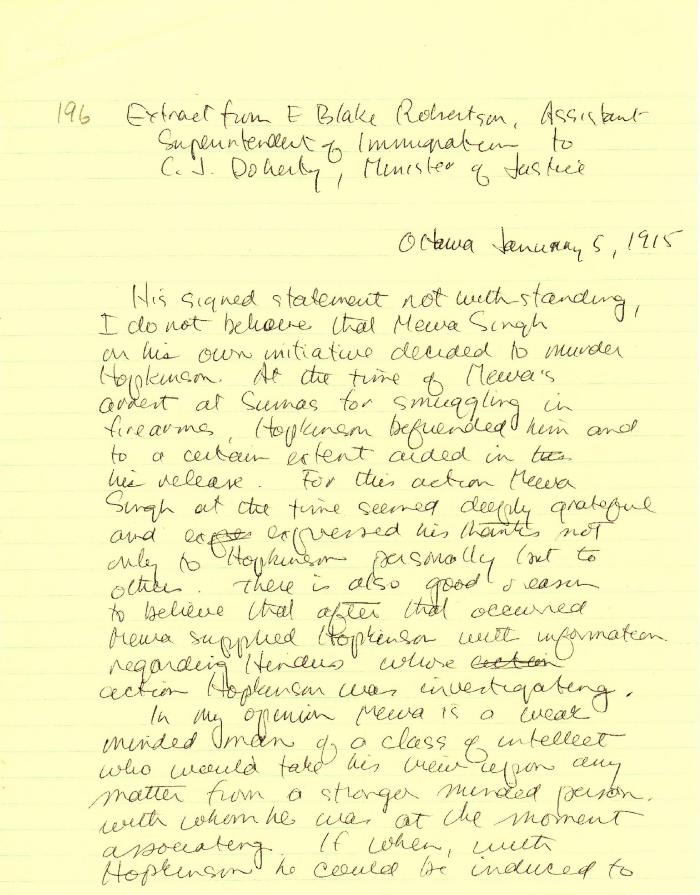 196 Extract from E Blake Robertson, Assistant
Superintendent of Immigration to
C. J. Doherty, Minister of Justice
Ottawa January 5, 1915
His signed statement not with-standing,
I do not believe that Mewa Singh
on his own initiative decided to murder
Hopkinson. At the time of Mewa's
arrest at Sumas for smuggling in
firearms, Hopkinson befriended him and
to a certain extent aided in
his release. For this action Mewa
Singh at the time seemed deeply grateful
and expressed his thanks not
only to Hopkinson personally but to
others. There is also good reason
to believe that after that occurred
Mewa supplied Hopkinson with information
regarding Hindus whose action
action Hopkinson was investigating.
In my opinion Mewa is a weak
minded man of a class of intellect
who would take his view upon any
matter from a stronger minded person.
with whom he was at the moment
associating. If when, with
Hopkinson he could be induced to